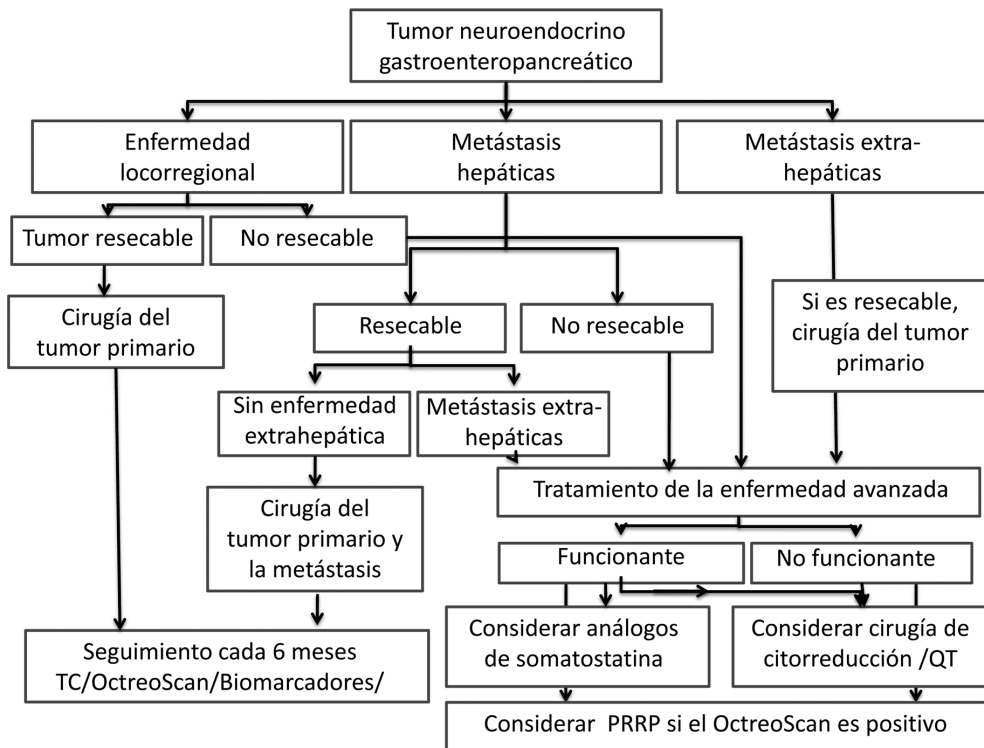 Tumor neuroendocrino
gastroenteropancreático
Enfermedad
locorregional
Metástasis
hepáticas
Metástasis extra-
hepáticas
Tumor resecable
No resecable
Cirugía del
tumor primario
Resecable
No resecable
Si es resecable,
cirugía del tumor
primario
Sin enfermedad
extrahepática
Metástasis extra-
hepáticas
Cirugía del
tumor primario y
la metástasis
Tratamiento de la enfermedad avanzada
Funcionante
No funcionante
Considerar análogos
de somatostatina
Considerar cirugía de
citorreducción /QT
Seguimiento cada 6 meses
TC/OctreoScan/Biomarcadores/
Considerar PRRP si el OctreoScan es positivo